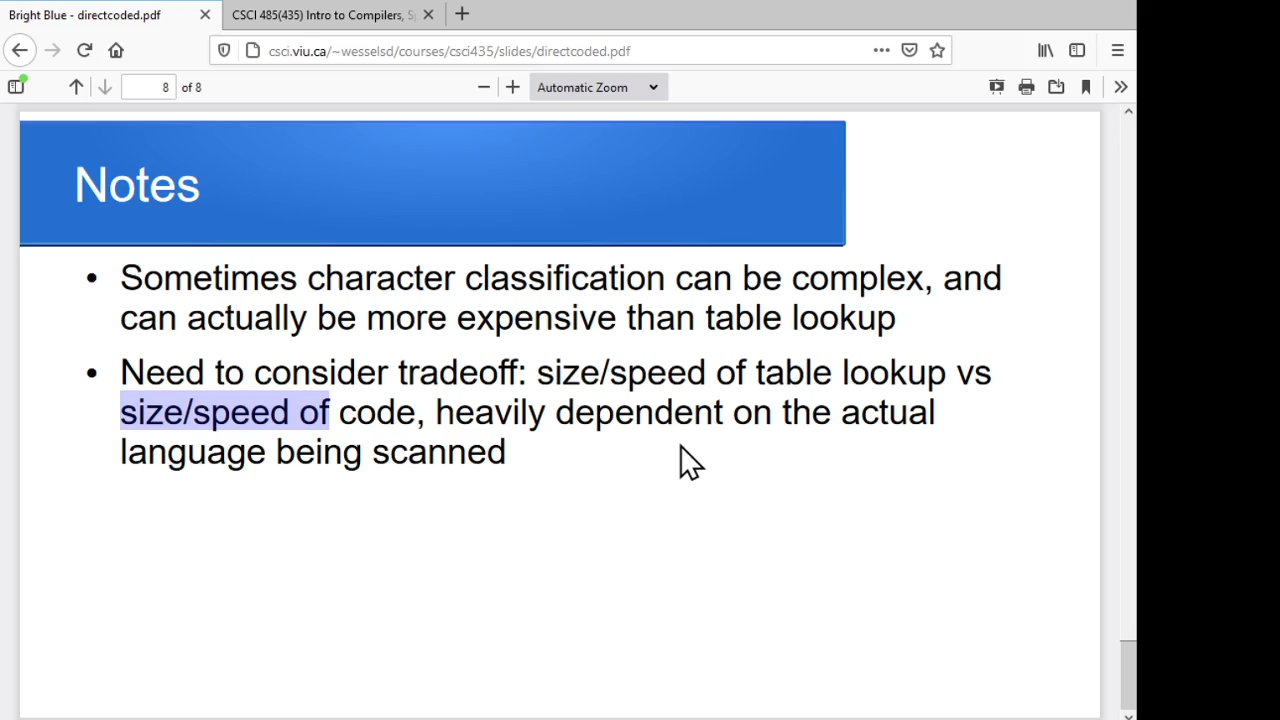 Bright Blue - directcoded.pdf
CSCI 485(435) Intro to Compilers, S
csci.viu.ca/~wesselsd/courses/csci435/slides/directcoded.pdf
8 of 8
Automatic Zoom
Notes
• Sometimes character classification can be complex, and
can actually be more expensive than table lookup
• Need to consider tradeoff: size/speed of table lookup vs
size/speed of code, heavily dependent on the actual
language being scanned